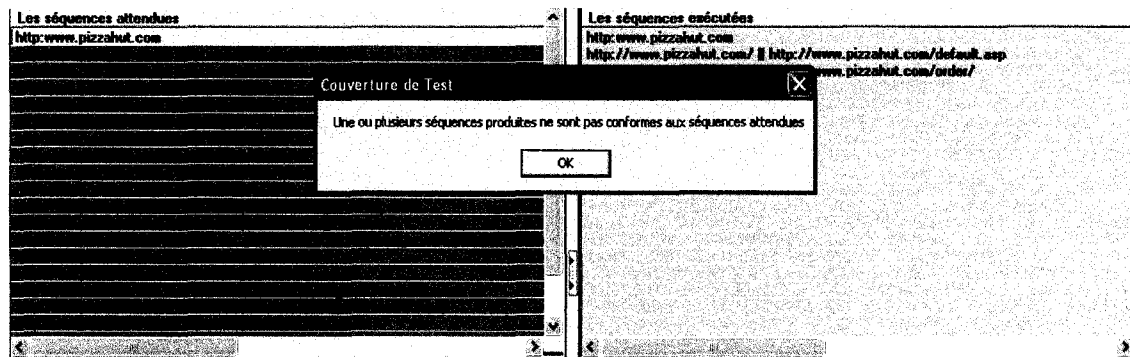 Les séquences attendues
http:www.pizzahut.com
Les séquences exécutées
http:www.pizzahut.com
http://www.pizzahut.com/ || http://www.pizzahut.com/default.asp
www.pizzahut.com/order/
Couverture de Test
Une ou plusieurs séquences produites ne sont pas conformes aux séquences attendues
OK